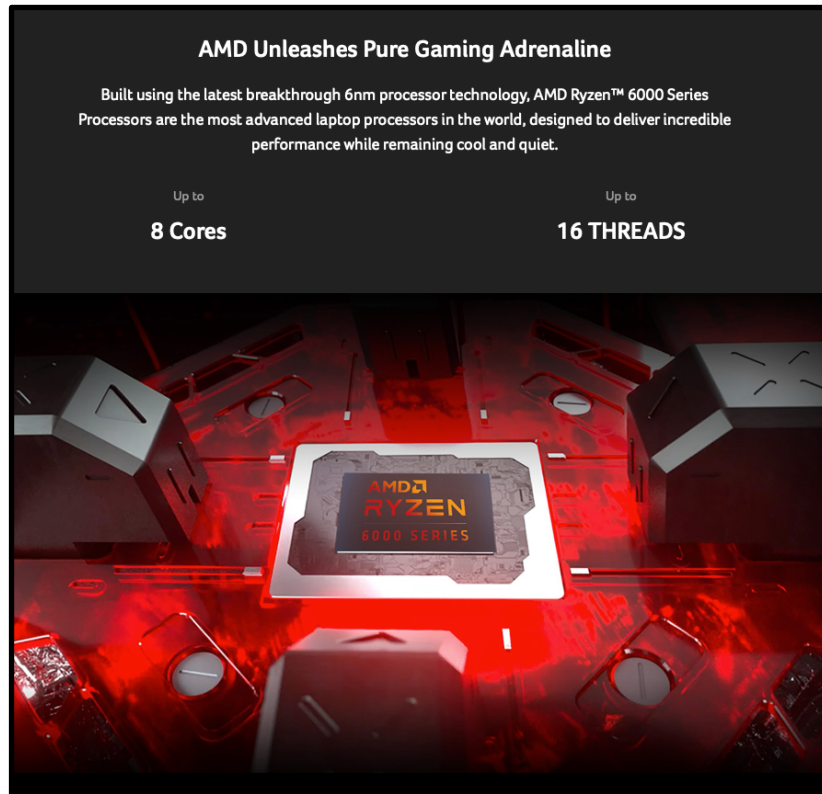 AMD Unleashes Pure Gaming Adrenaline
Built using the latest breakthrough 6nm processor technology, AMD Ryzen™ 6000 Series
Processors are the most advanced laptop processors in the world, designed to deliver incredible
performance while remaining cool and quiet.
Up to
8 Cores
Up to
16 THREADS
AMD
RYZEN
6000 SERIES